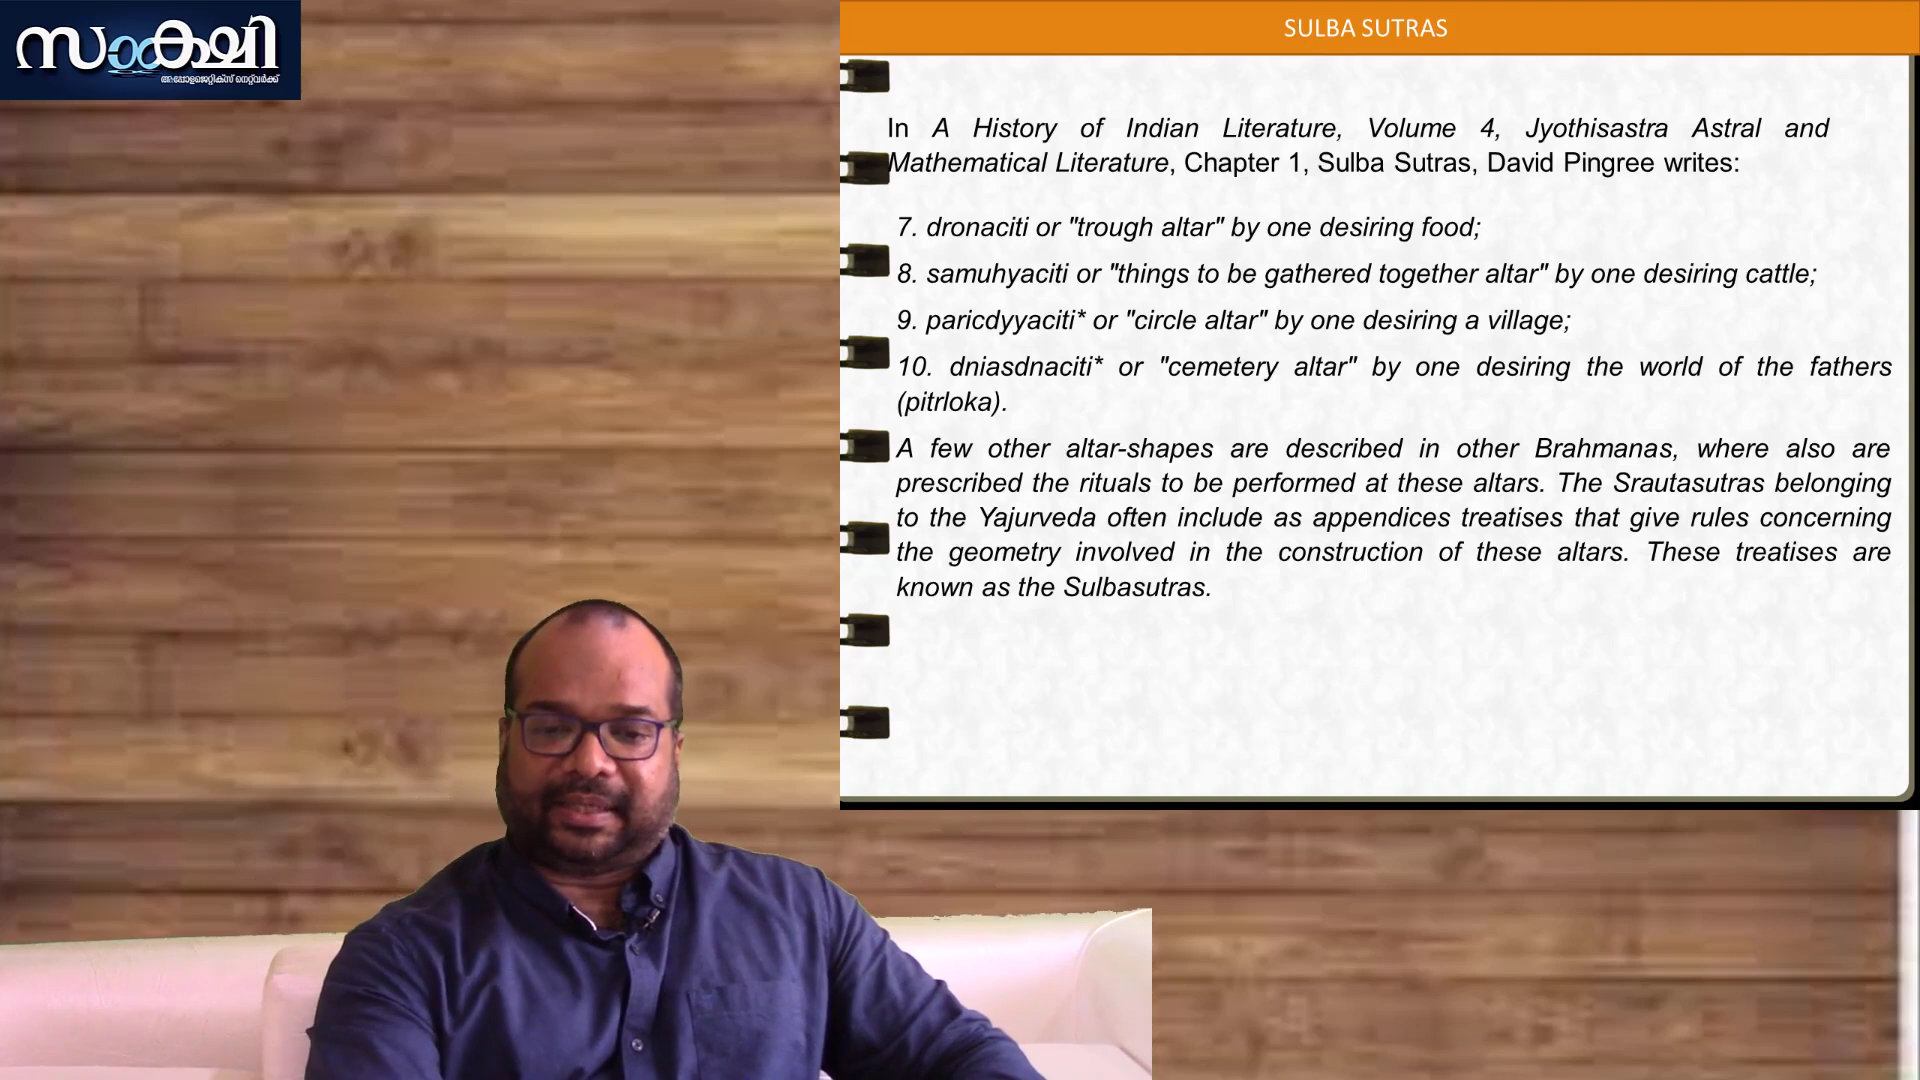 സാക്ഷി
അപ്പോളജെറ്റിക്സ് നെറ്റ്‌വർക്ക്
SULBA SUTRAS
In A History of Indian Literature, Volume 4, Jyothisastra Astral and
Mathematical Literature, Chapter 1, Sulba Sutras, David Pingree writes:
7. dronaciti or "trough altar" by one desiring food;
8. samuhyaciti or "things to be gathered together altar" by one desiring cattle;
9. paricdyyaciti* or "circle altar" by one desiring a village;
10. dniasdnaciti* or "cemetery altar" by one desiring the world of the fathers
(pitrloka).
A few other altar-shapes are described in other Brahmanas, where also are
prescribed the rituals to be performed at these altars. The Srautasutras belonging
to the Yajurveda often include as appendices treatises that give rules concerning
the geometry involved in the construction of these altars. These treatises are
known as the Sulbasutras.